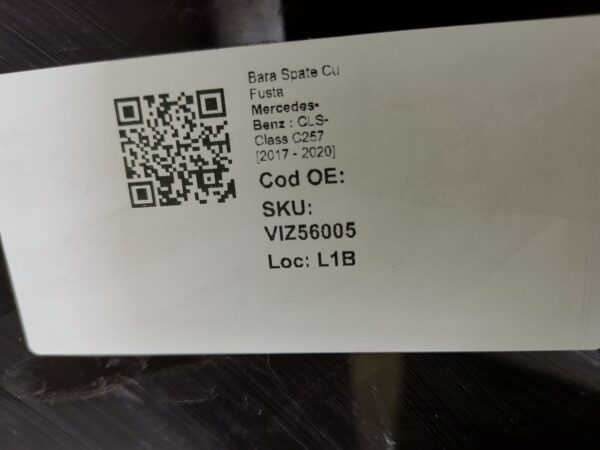 Bara Spate Cu
Fusta
Mercedes-
Benz : CLS-
Class C257
[2017 - 2020]
Cod OE:
SKU:
VIZ56005
Loc: L1B